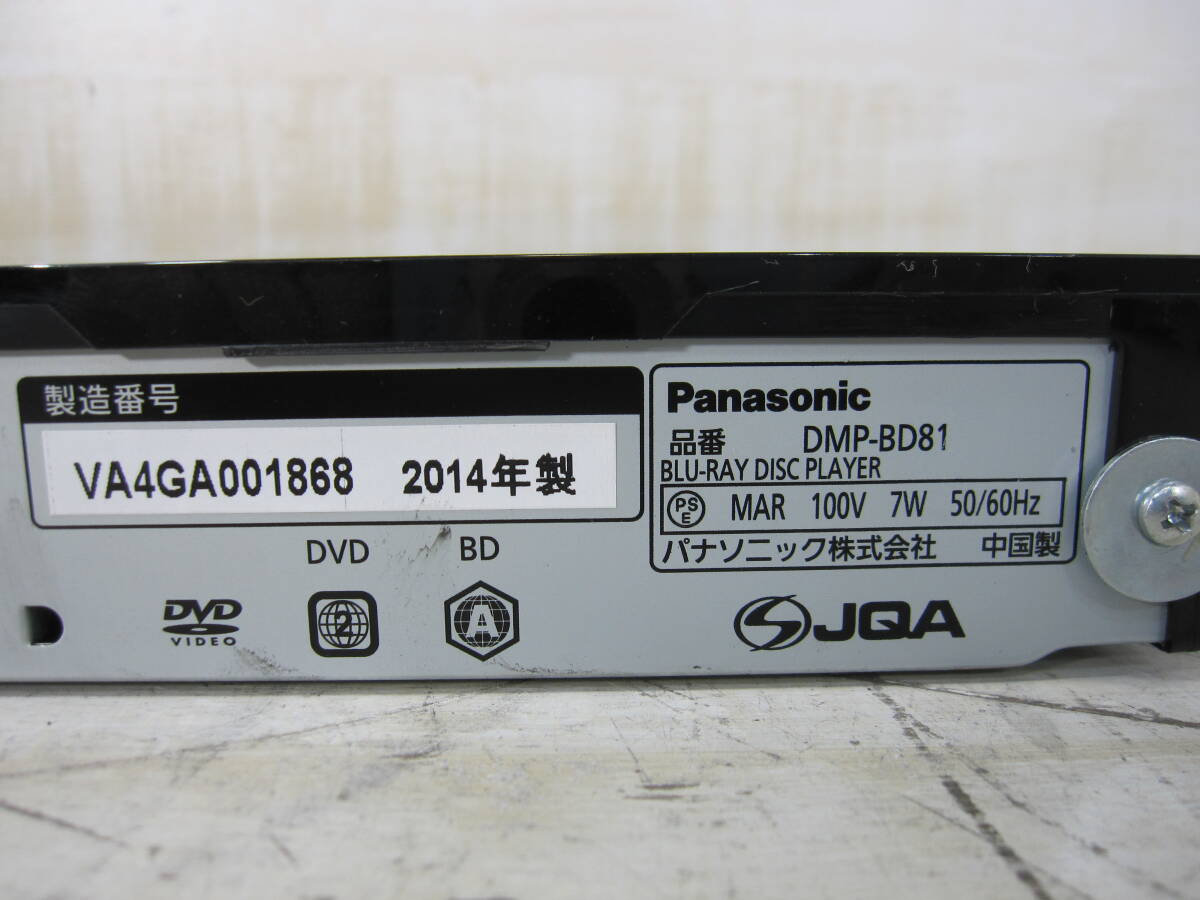 製造番号
VA4GA001868 2014年製
DVD BD
DVD
VIDEO
2
A
Panasonic
品番 DMP-BD81
BLU-RAY DISC PLAYER
PS
E
MAR 100V 7W 50/60Hz
パナソニック株式会社 中国製
JQA